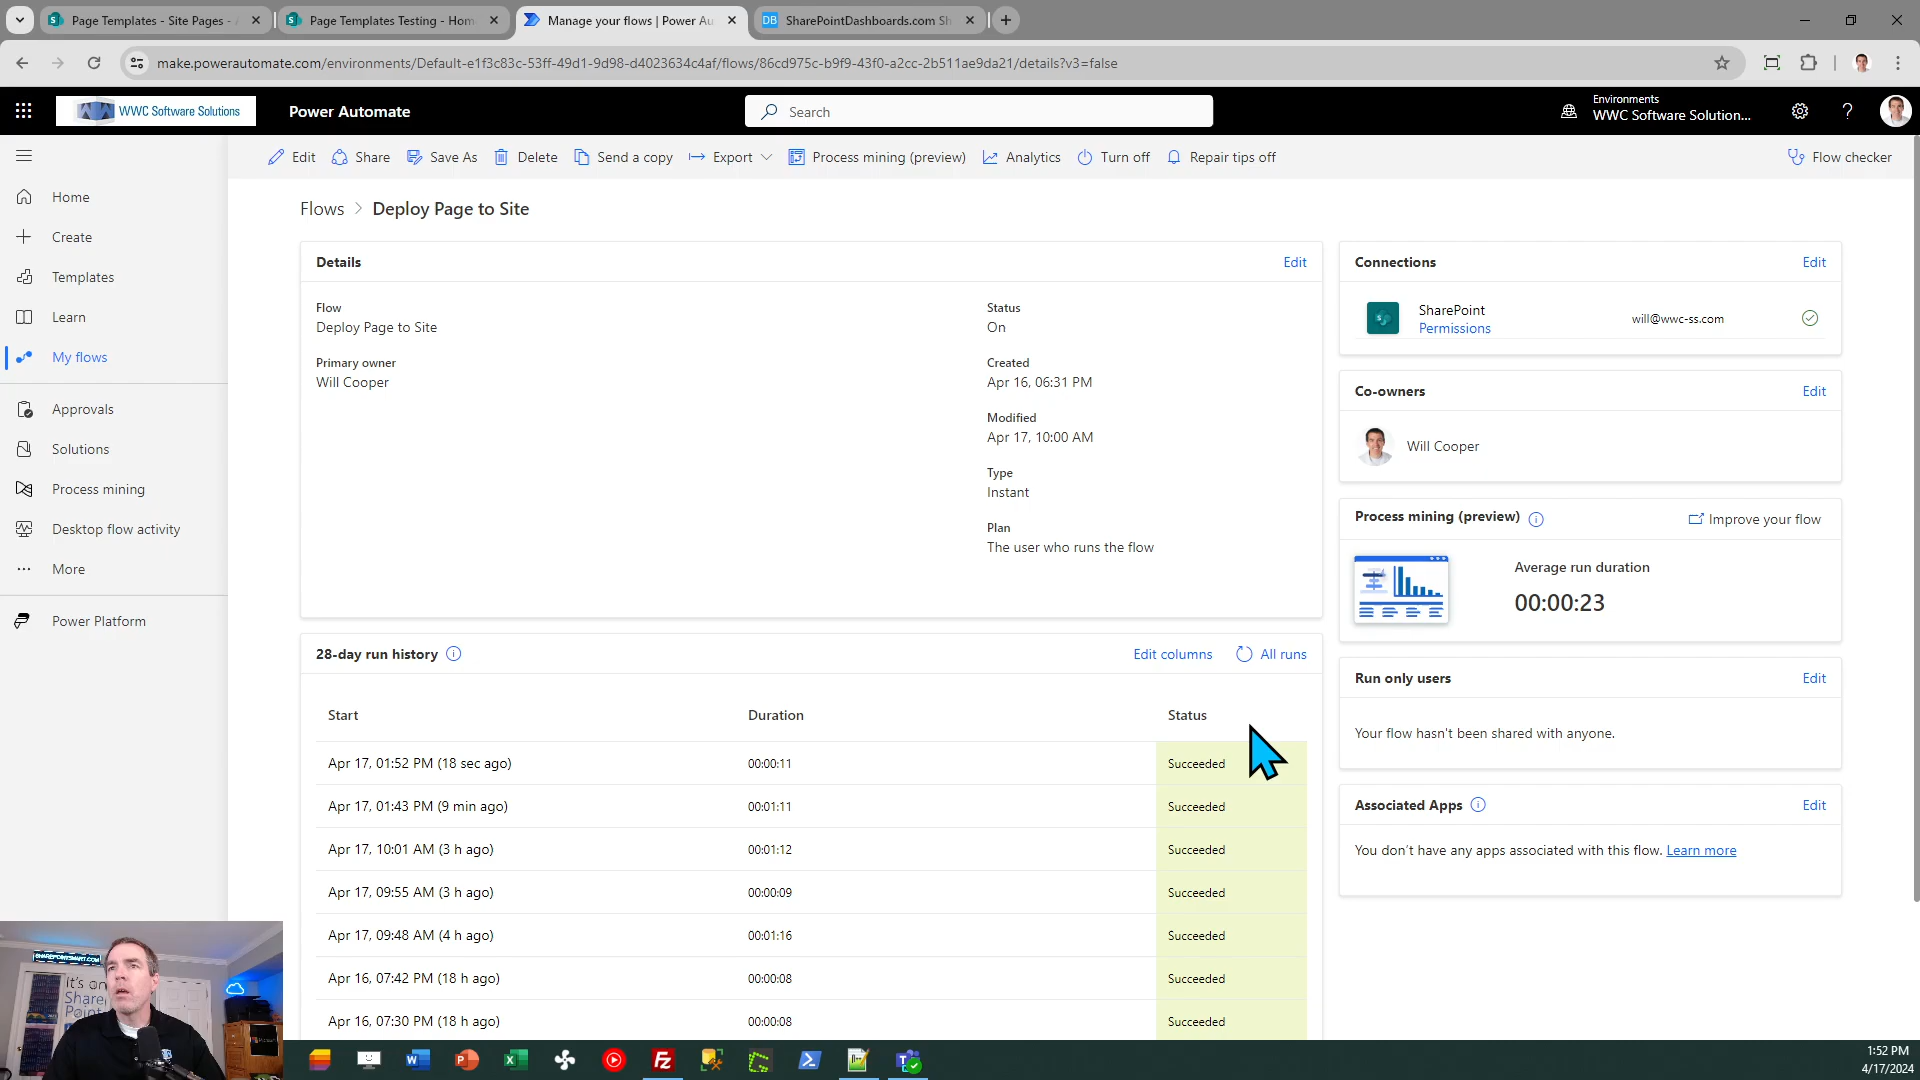 Page Templates - Site Pages - A
Page Templates Testing - Hom
Manage your flows | Power Au
DB SharePointDashboards.com Sh
make.powerautomate.com/environments/Default-e1f3c83c-53ff-49d1-9d98-d4023634c4af/flows/86cd975c-b9f9-43f0-a2cc-2b511ae9da21/details?v3=false
WWC Software Solutions
Power Automate
Search
Environments
WWC Software Solution...
Edit
Share
Save As
Delete
Send a copy
Export
Process mining (preview)
Analytics
Turn off
Repair tips off
Flow checker
Home
Create
Templates
Learn
My flows
Approvals
Solutions
Process mining
Desktop flow activity
More
Power Platform
Flows > Deploy Page to Site
Details
Edit
Flow
Deploy Page to Site
Primary owner
Will Cooper
Status
On
Created
Apr 16, 06:31 PM
Modified
Apr 17, 10:00 AM
Type
Instant
Plan
The user who runs the flow
28-day run history
Edit columns
All runs
Start Duration Status
Apr 17, 01:52 PM (18 sec ago) 00:00:11 Succeeded
Apr 17, 01:43 PM (9 min ago) 00:01:11 Succeeded
Apr 17, 10:01 AM (3 h ago) 00:01:12 Succeeded
Apr 17, 09:55 AM (3 h ago) 00:00:09 Succeeded
Apr 17, 09:48 AM (4 h ago) 00:01:16 Succeeded
Apr 16, 07:42 PM (18 h ago) 00:00:08 Succeeded
Apr 16, 07:30 PM (18 h ago) 00:00:08 Succeeded
Connections
Edit
SharePoint
Permissions
will@wwc-ss.com
Co-owners
Edit
Will Cooper
Process mining (preview)
Improve your flow
Average run duration
00:00:23
Run only users
Edit
Your flow hasn't been shared with anyone.
Associated Apps
Edit
You don't have any apps associated with this flow. Learn more
SHAREPOINTSMART.COM
It's on
Share
Poin
1:52 PM
4/17/2024